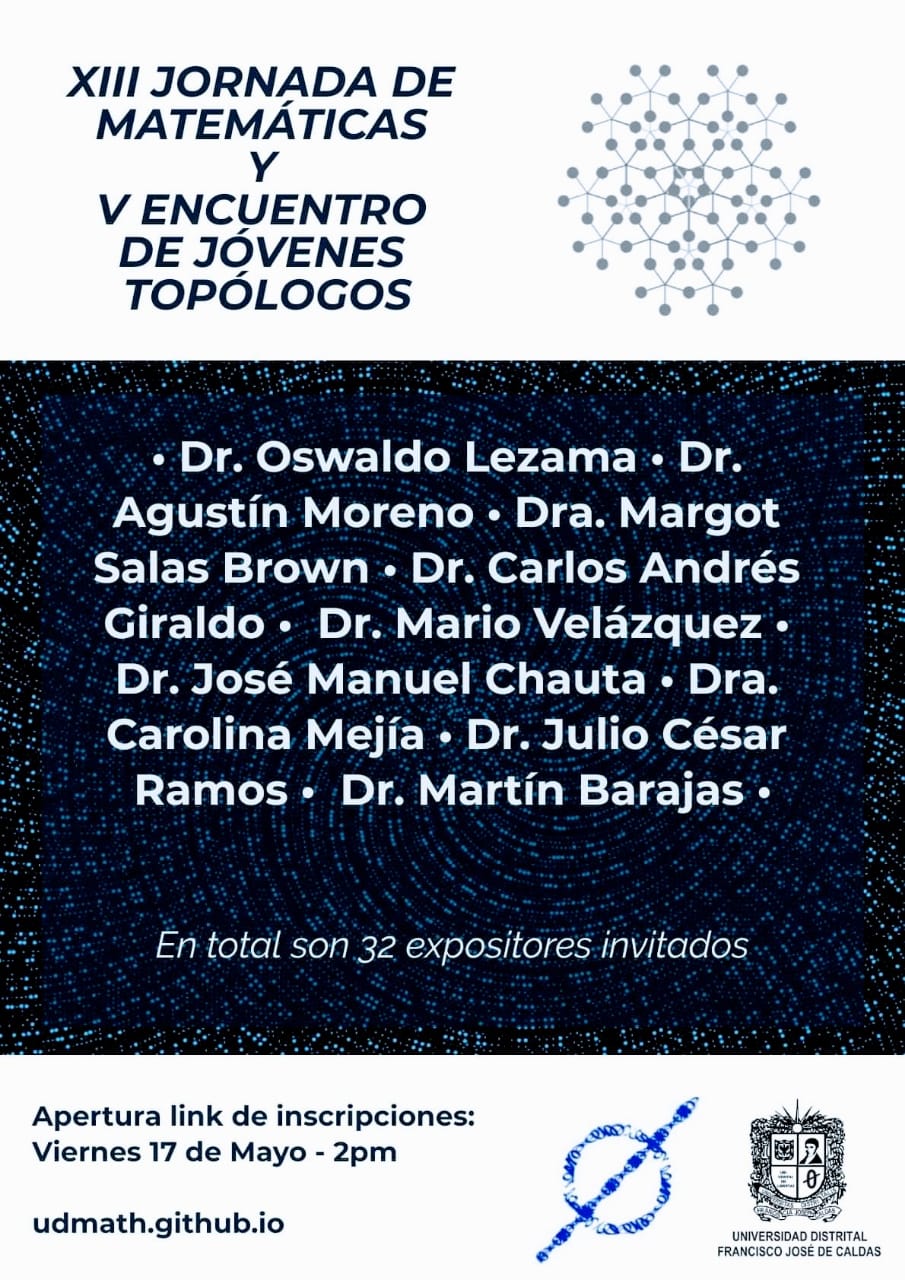 XIII JORNADA DE
MATEMÁTICAS
Y
V ENCUENTRO
DE JÓVENES
TOPÓLOGOS
• Dr. Oswaldo Lezama • Dr.
Agustín Moreno • Dra. Margot
Salas Brown • Dr. Carlos Andrés
Giraldo • Dr. Mario Velázquez •
Dr. José Manuel Chauta • Dra.
Carolina Mejía • Dr. Julio César
Ramos • Dr. Martín Barajas •
En total son 32 expositores invitados
Apertura link de inscripciones:
Viernes 17 de Mayo - 2pm
udmath.github.io
UNIVERSIDAD DISTRITAL
FRANCISCO JOSÉ DE CALDAS